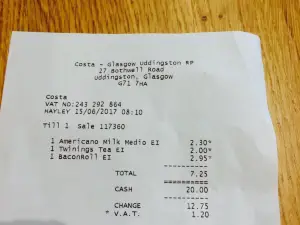 Costa - Glasgow Uddingston RP
27 Bothwell Road
Uddingston, Glasgow
G71 7HA
Costa
VAT NO:243 292 864
HAYLEY 15/06/2017 08:10
Till 1 Sale 117360
1 Americano Milk Medio EI 2.30*
1 Twinings Tea EI 2.00*
1 BaconRoll EI 2.95*
----------
TOTAL 7.25
==========
CASH 20.00
----------
CHANGE 12.75
* V.A.T. 1.20